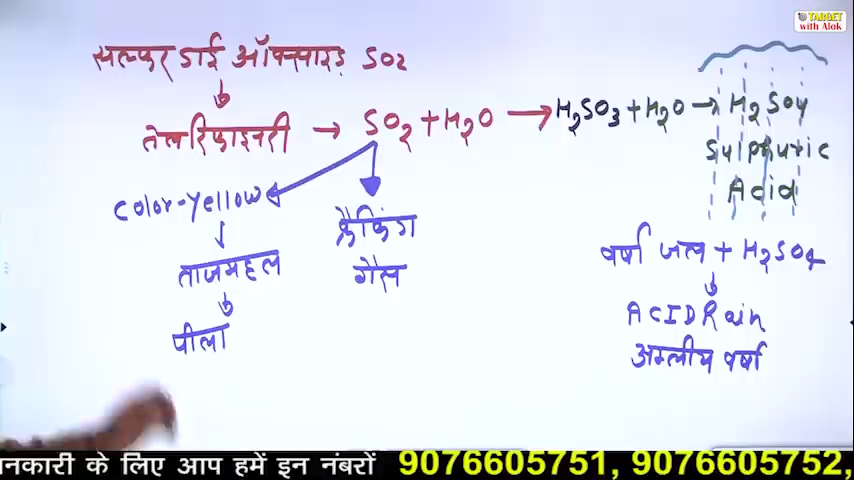 TARGET
with Alok
सल्फर डाई ऑक्साइड SO2
तेलरिफाइनरी → SO2 + H2O → H2SO3 + H2O → H2SO4
Sulphuric
Acid
Color-Yellow
क्रैकिंग
गैस
ताजमहल
पीला
वर्षा जल + H2SO4
ACID Rain
अम्लीय वर्षा
नकारी के लिए आप हमें इन नंबरों 9076605751, 9076605752,